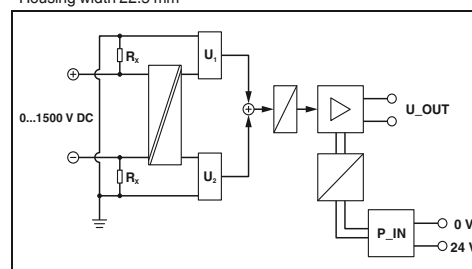 Housing width 22.5 mm
U1
Rx
+
+
0...1500 V DC
U_OUT
−
U2
Rx
P_IN
0 V
24 V